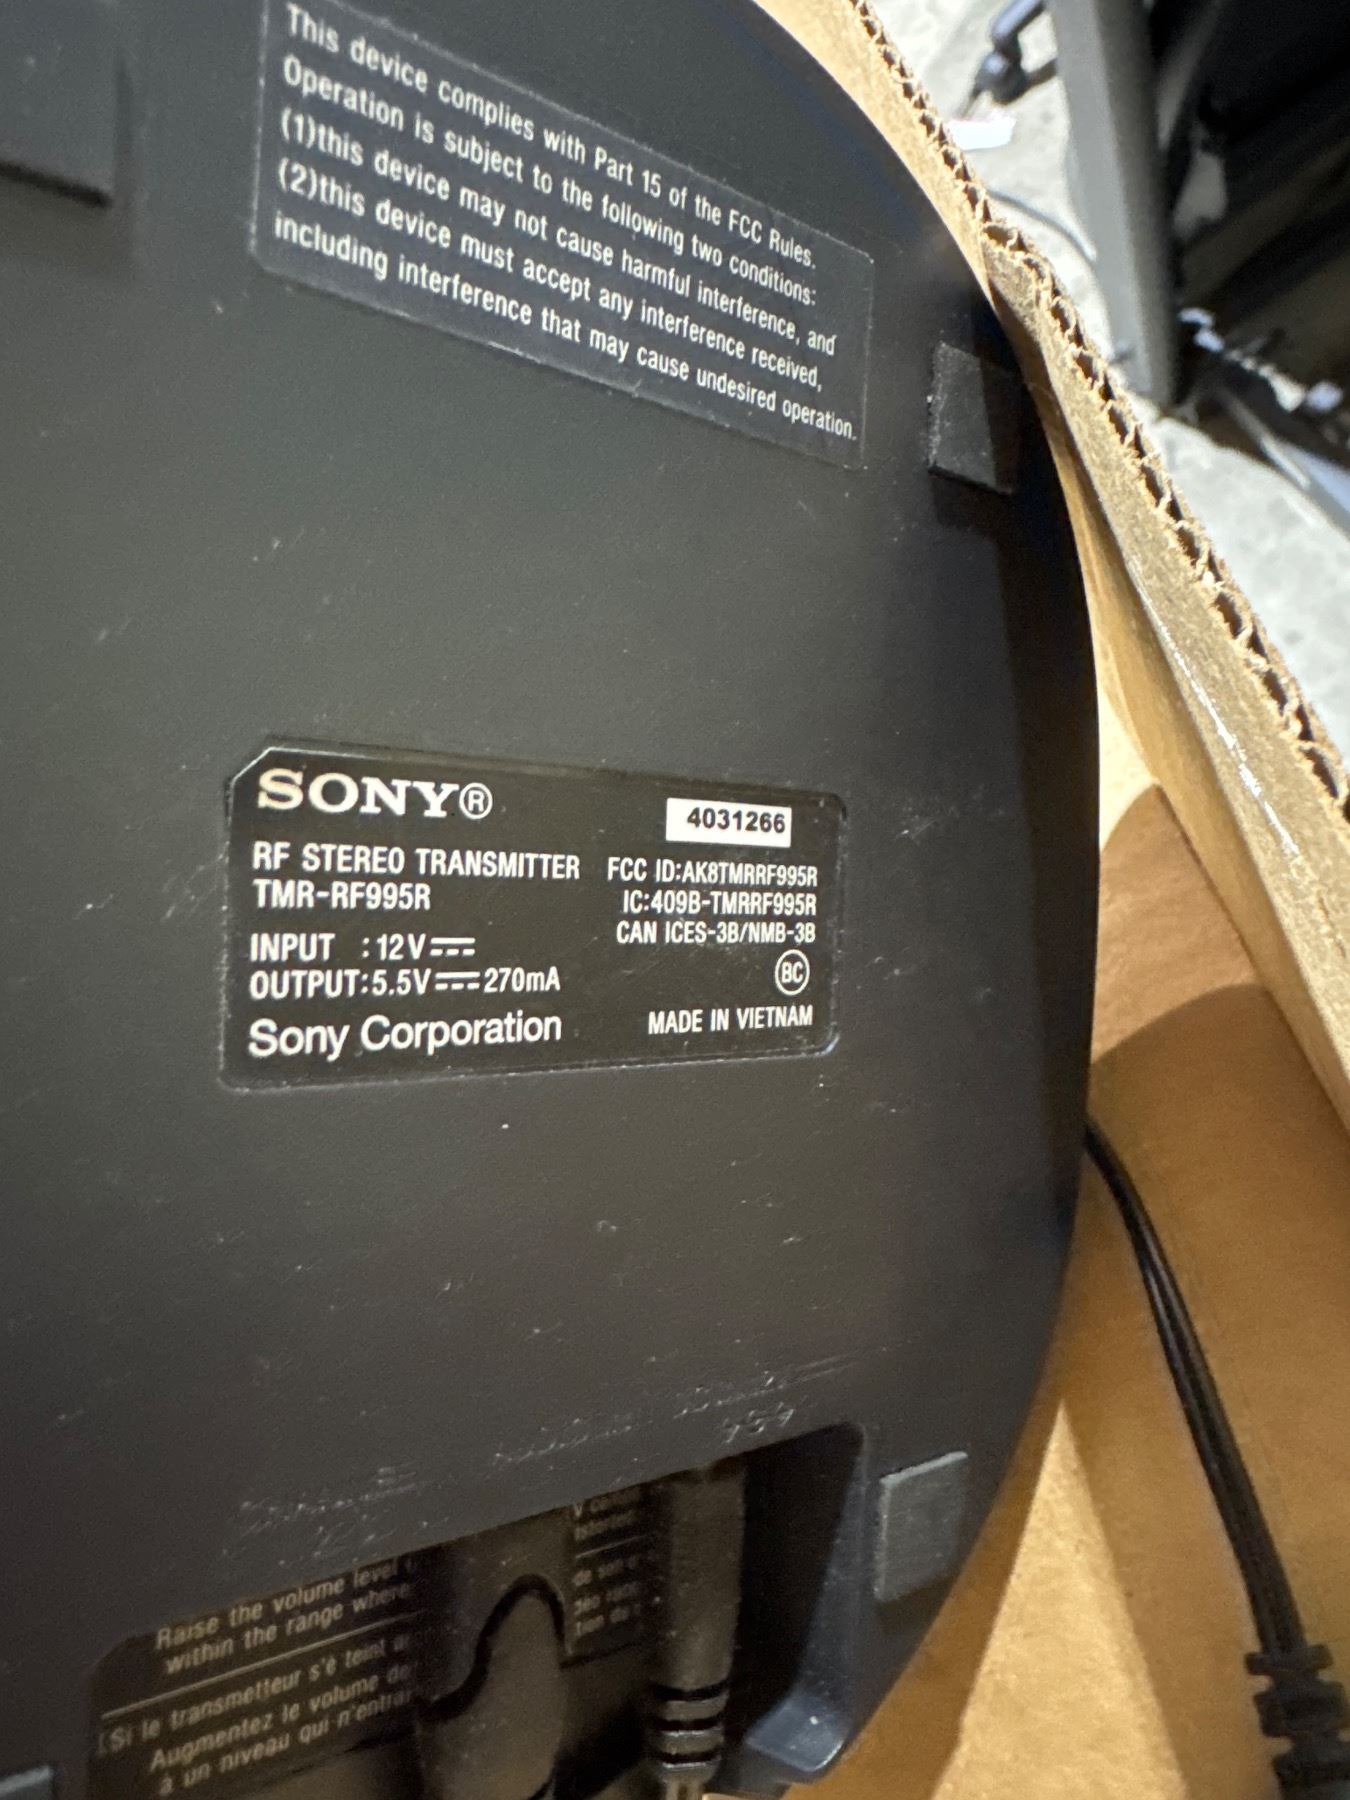 This device complies with Part 15 of the FCC Rules.
Operation is subject to the following two conditions:
(1)this device may not cause harmful interference, and
(2)this device must accept any interference received,
including interference that may cause undesired operation.
SONY®
4031266
RF STEREO TRANSMITTER
TMR-RF995R
FCC ID:AK8TMRRF995R
IC:409B-TMRRF995R
CAN ICES-3B/NMB-3B
INPUT : 12V
OUTPUT:5.5V 270mA
BC
Sony Corporation
MADE IN VIETNAM
Raise the volume level
within the range where
Si le transmetteur s'é teint
Augmentez le volume de
à un niveau qui n'entra